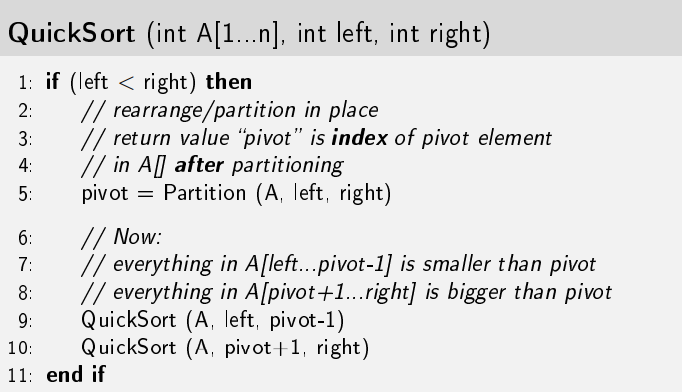 QuickSort (int A[1...n], int left, int right)
1: if (left < right) then
2: // rearrange/partition in place
3: // return value “pivot” is index of pivot element
4: // in A[] after partitioning
5: pivot = Partition (A, left, right)
6: // Now:
7: // everything in A[left...pivot-1] is smaller than pivot
8: // everything in A[pivot+1...right] is bigger than pivot
9: QuickSort (A, left, pivot-1)
10: QuickSort (A, pivot+1, right)
11: end if